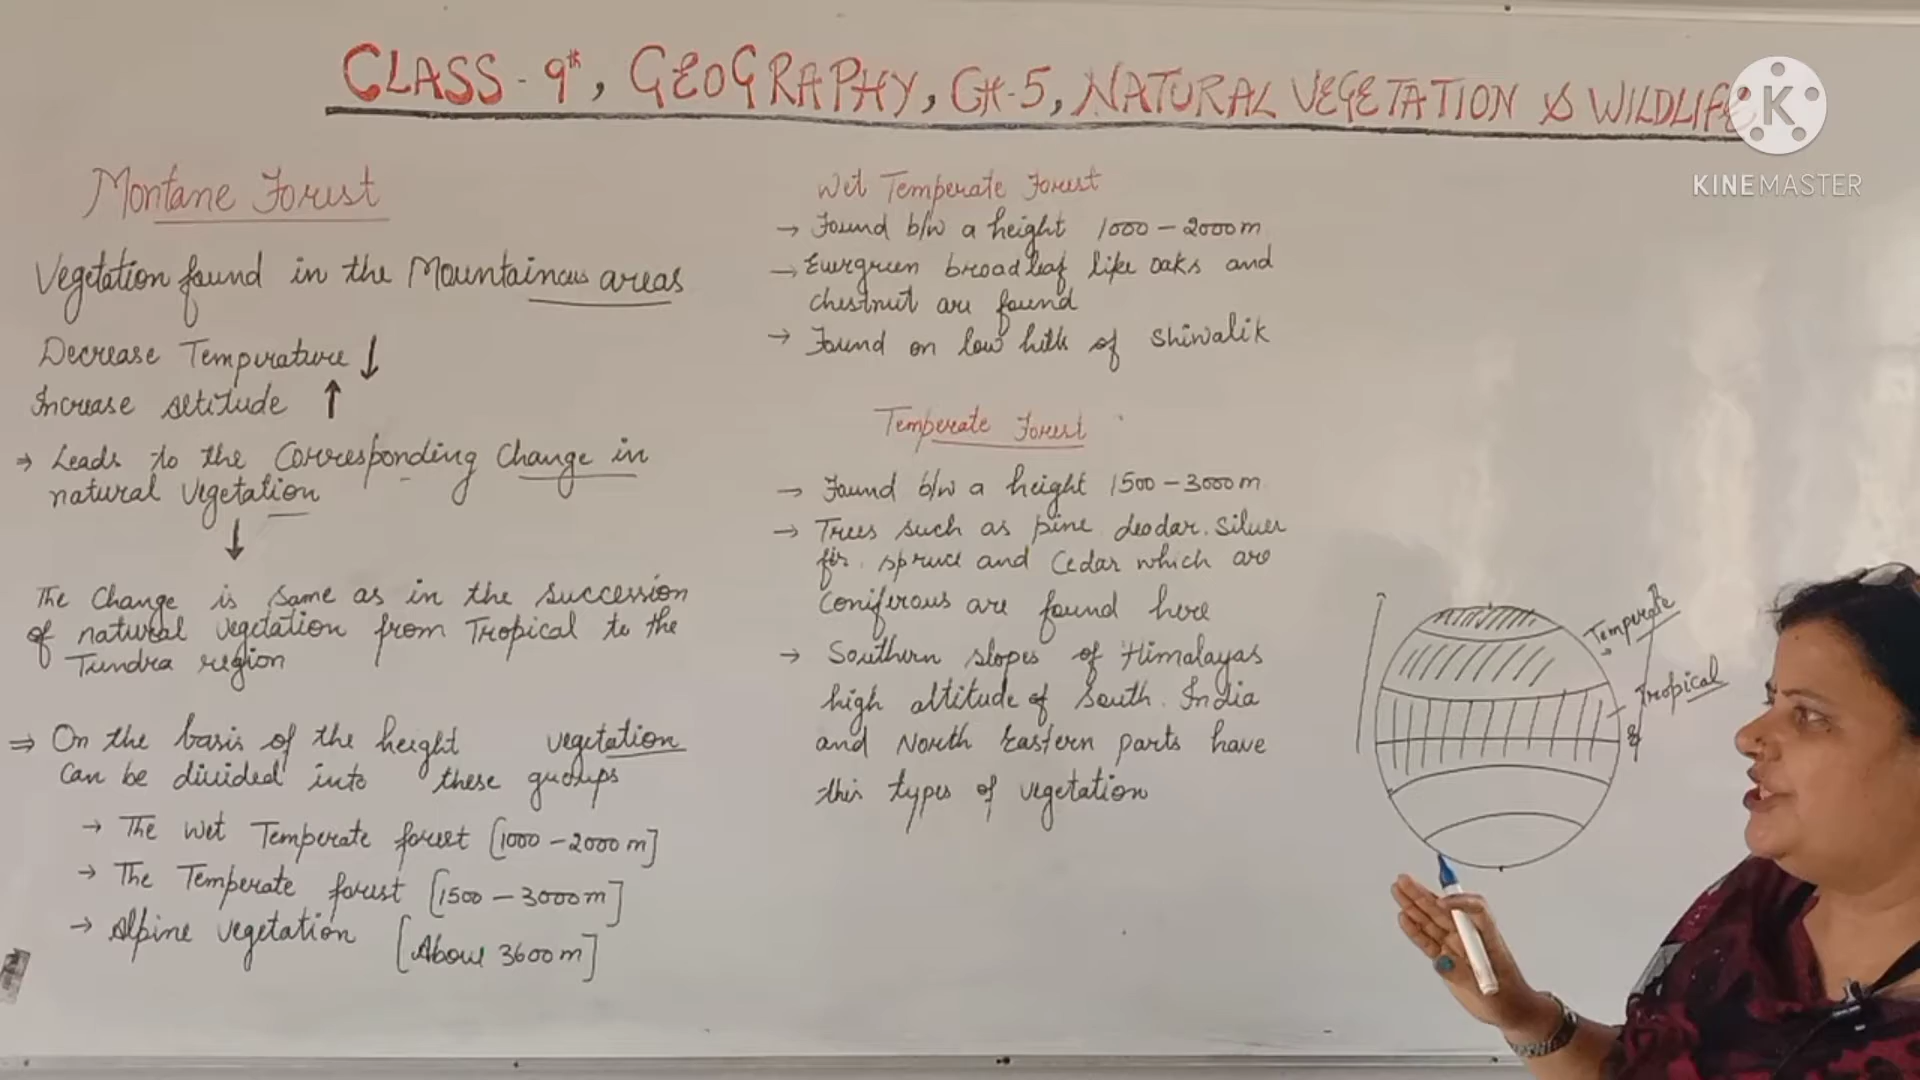 CLASS - 9th, GEOGRAPHY, CH-5, NATURAL VEGETATION & WILDLIFE
K
KINEMASTER
Montane Forest
Vegetation found in the Mountainous areas
Decrease Temperature ↓
Increase Altitude ↑
⇒ Leads to the Corresponding Change in
natural vegetation
↓
The Change is same as in the succession
of natural vegetation from Tropical to the
Tundra region
⇒ On the basis of the height vegetation
can be divided into these groups
→ The Wet Temperate forest [1000 - 2000 m]
→ The Temperate forest [1500 - 3000 m]
→ Alpine vegetation [Above 3600 m]
Wet Temperate Forest
→ Found b/w a height 1000 - 2000 m
→ Evergreen broadleaf like oaks and
chestnut are found
→ Found on low hills of Shiwalik
Temperate Forest
→ Found b/w a height 1500 - 3000 m
→ Trees such as pine. deodar. silver
fir. spruce and Cedar which are
Coniferous are found here
→ Southern slopes of Himalayas
high altitude of South. India
and North Eastern parts have
this types of vegetation
Temperate
Tropical